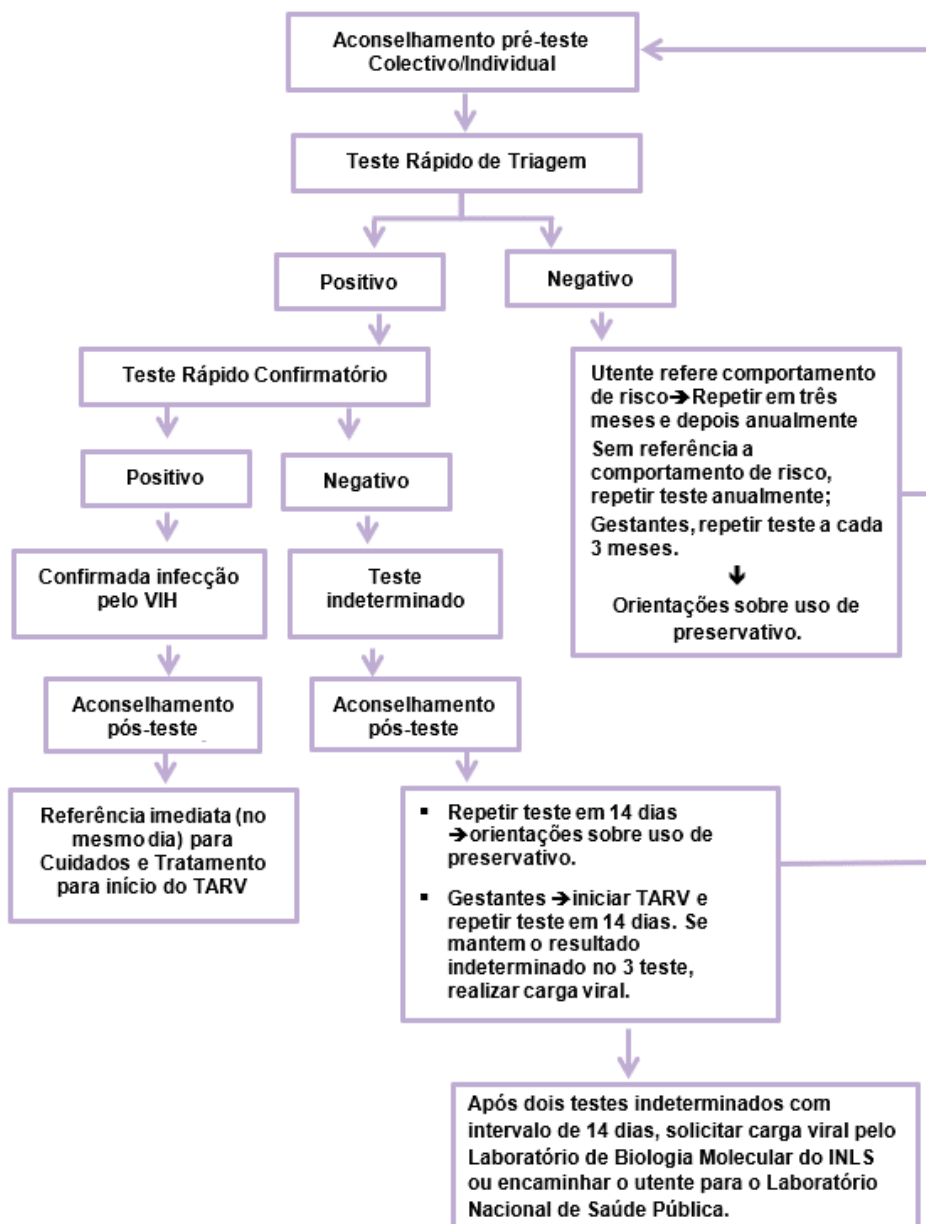 Aconselhamento pré-teste
Colectivo/Individual
Teste Rápido de Triagem
Positivo
Negativo
Teste Rápido Confirmatório
Utente refere comportamento
de risco➔Repetir em três
meses e depois anualmente
Sem referência a
comportamento de risco,
repetir teste anualmente;
Gestantes, repetir teste a cada
3 meses.
Orientações sobre uso de
preservativo.
Positivo
Negativo
Confirmada infecção
pelo VIH
Teste
indeterminado
Aconselhamento
pós-teste
Aconselhamento
pós-teste
Referência imediata (no
mesmo dia) para
Cuidados e Tratamento
para início do TARV
▪ Repetir teste em 14 dias
➔orientações sobre uso de
preservativo.
▪ Gestantes ➔iniciar TARV e
repetir teste em 14 dias. Se
mantem o resultado
indeterminado no 3 teste,
realizar carga viral.
Após dois testes indeterminados com
intervalo de 14 dias, solicitar carga viral pelo
Laboratório de Biologia Molecular do INLS
ou encaminhar o utente para o Laboratório
Nacional de Saúde Pública.